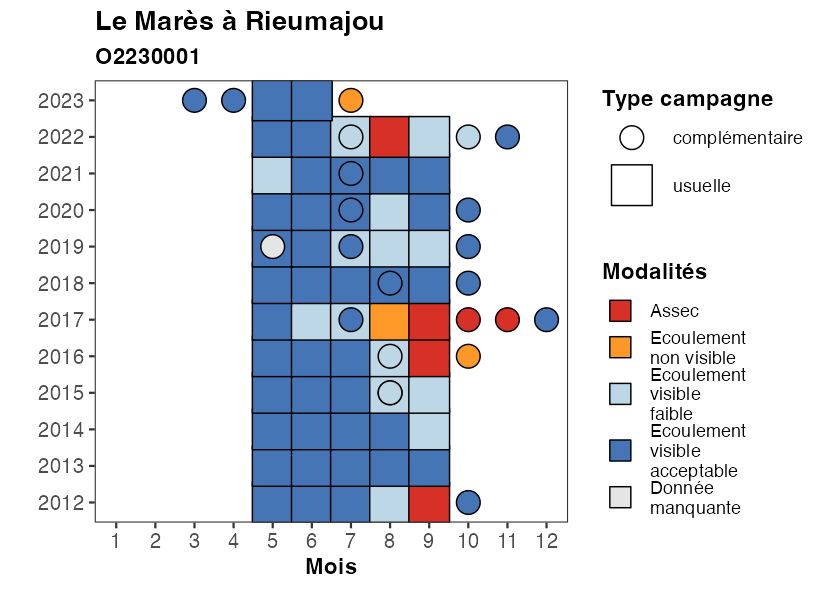 Le Marès à Rieumajou
O2230001
2023
2022
2021
2020
2019
2018
2017
2016
2015
2014
2013
2012
1 2 3 4 5 6 7 8 9 10 11 12
Mois
Type campagne
complémentaire
usuelle
Modalités
Assec
Ecoulement
non visible
Ecoulement
visible
faible
Ecoulement
visible
acceptable
Donnée
manquante